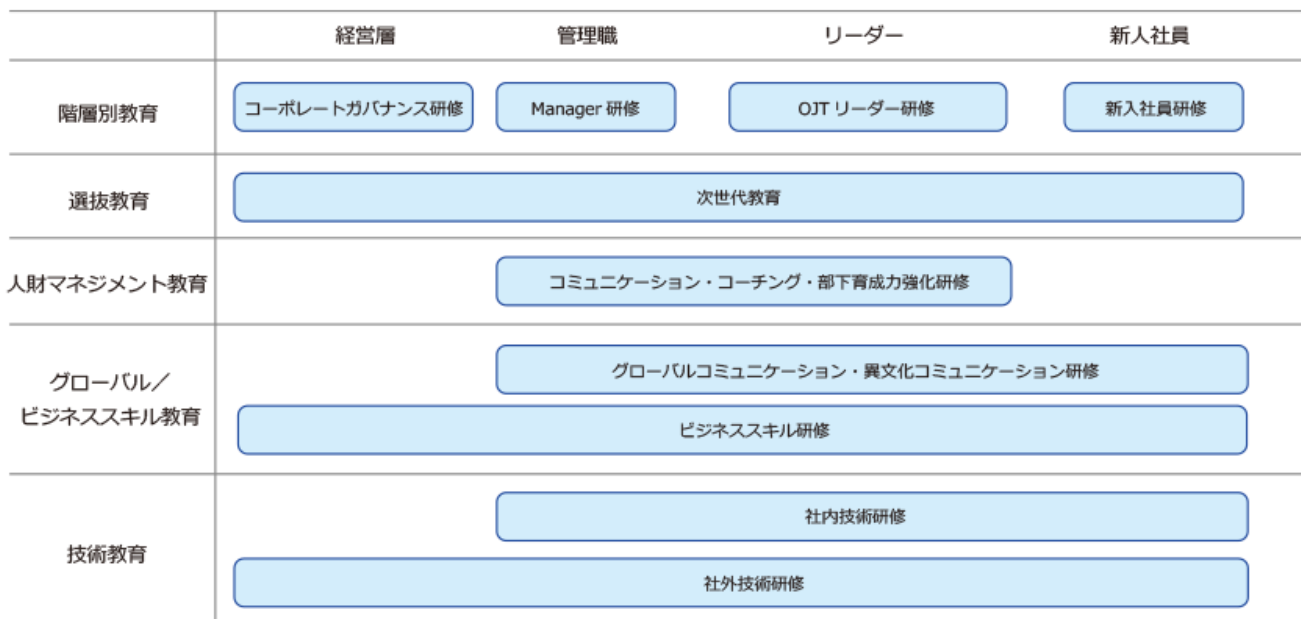 経営層 管理職 リーダー 新人社員
階層別教育 コーポレートガバナンス研修 Manager 研修 OJT リーダー研修 新入社員研修
選抜教育 次世代教育
人財マネジメント教育 コミュニケーション・コーチング・部下育成力強化研修
グローバル／
ビジネススキル教育
グローバルコミュニケーション・異文化コミュニケーション研修
ビジネススキル研修
技術教育
社内技術研修
社外技術研修